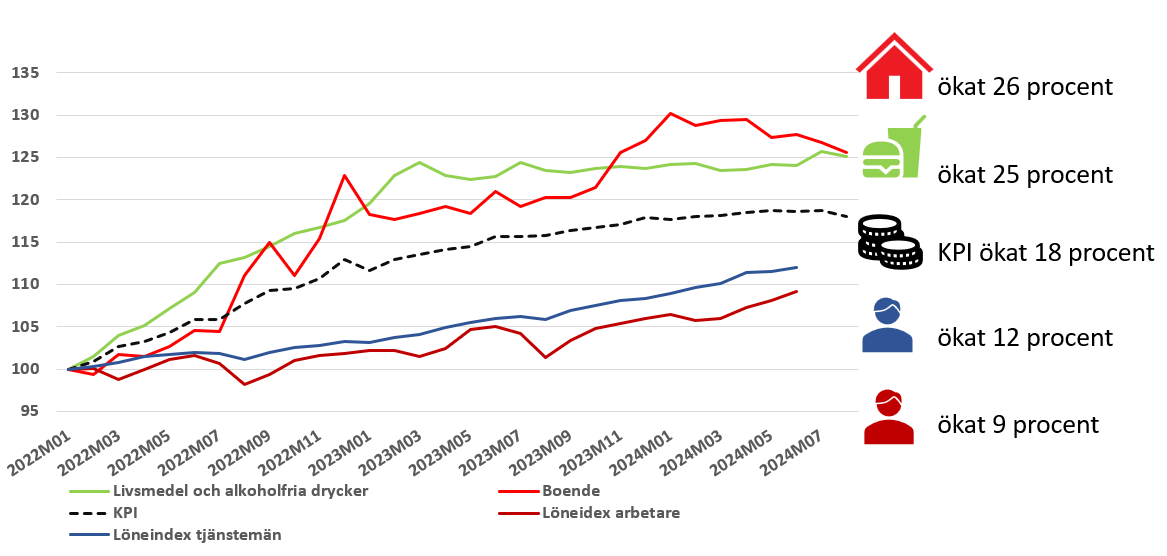 135
130
125
120
115
110
105
100
95
2022M01
2022M03
2022M05
2022M07
2022M09
2022M11
2023M01
2023M03
2023M05
2023M07
2023M09
2023M11
2024M01
2024M03
2024M05
2024M07
Livsmedel och alkoholfria drycker
Boende
KPI
Löneidex arbetare
Löneindex tjänstemän
ökat 26 procent
ökat 25 procent
KPI ökat 18 procent
ökat 12 procent
ökat 9 procent